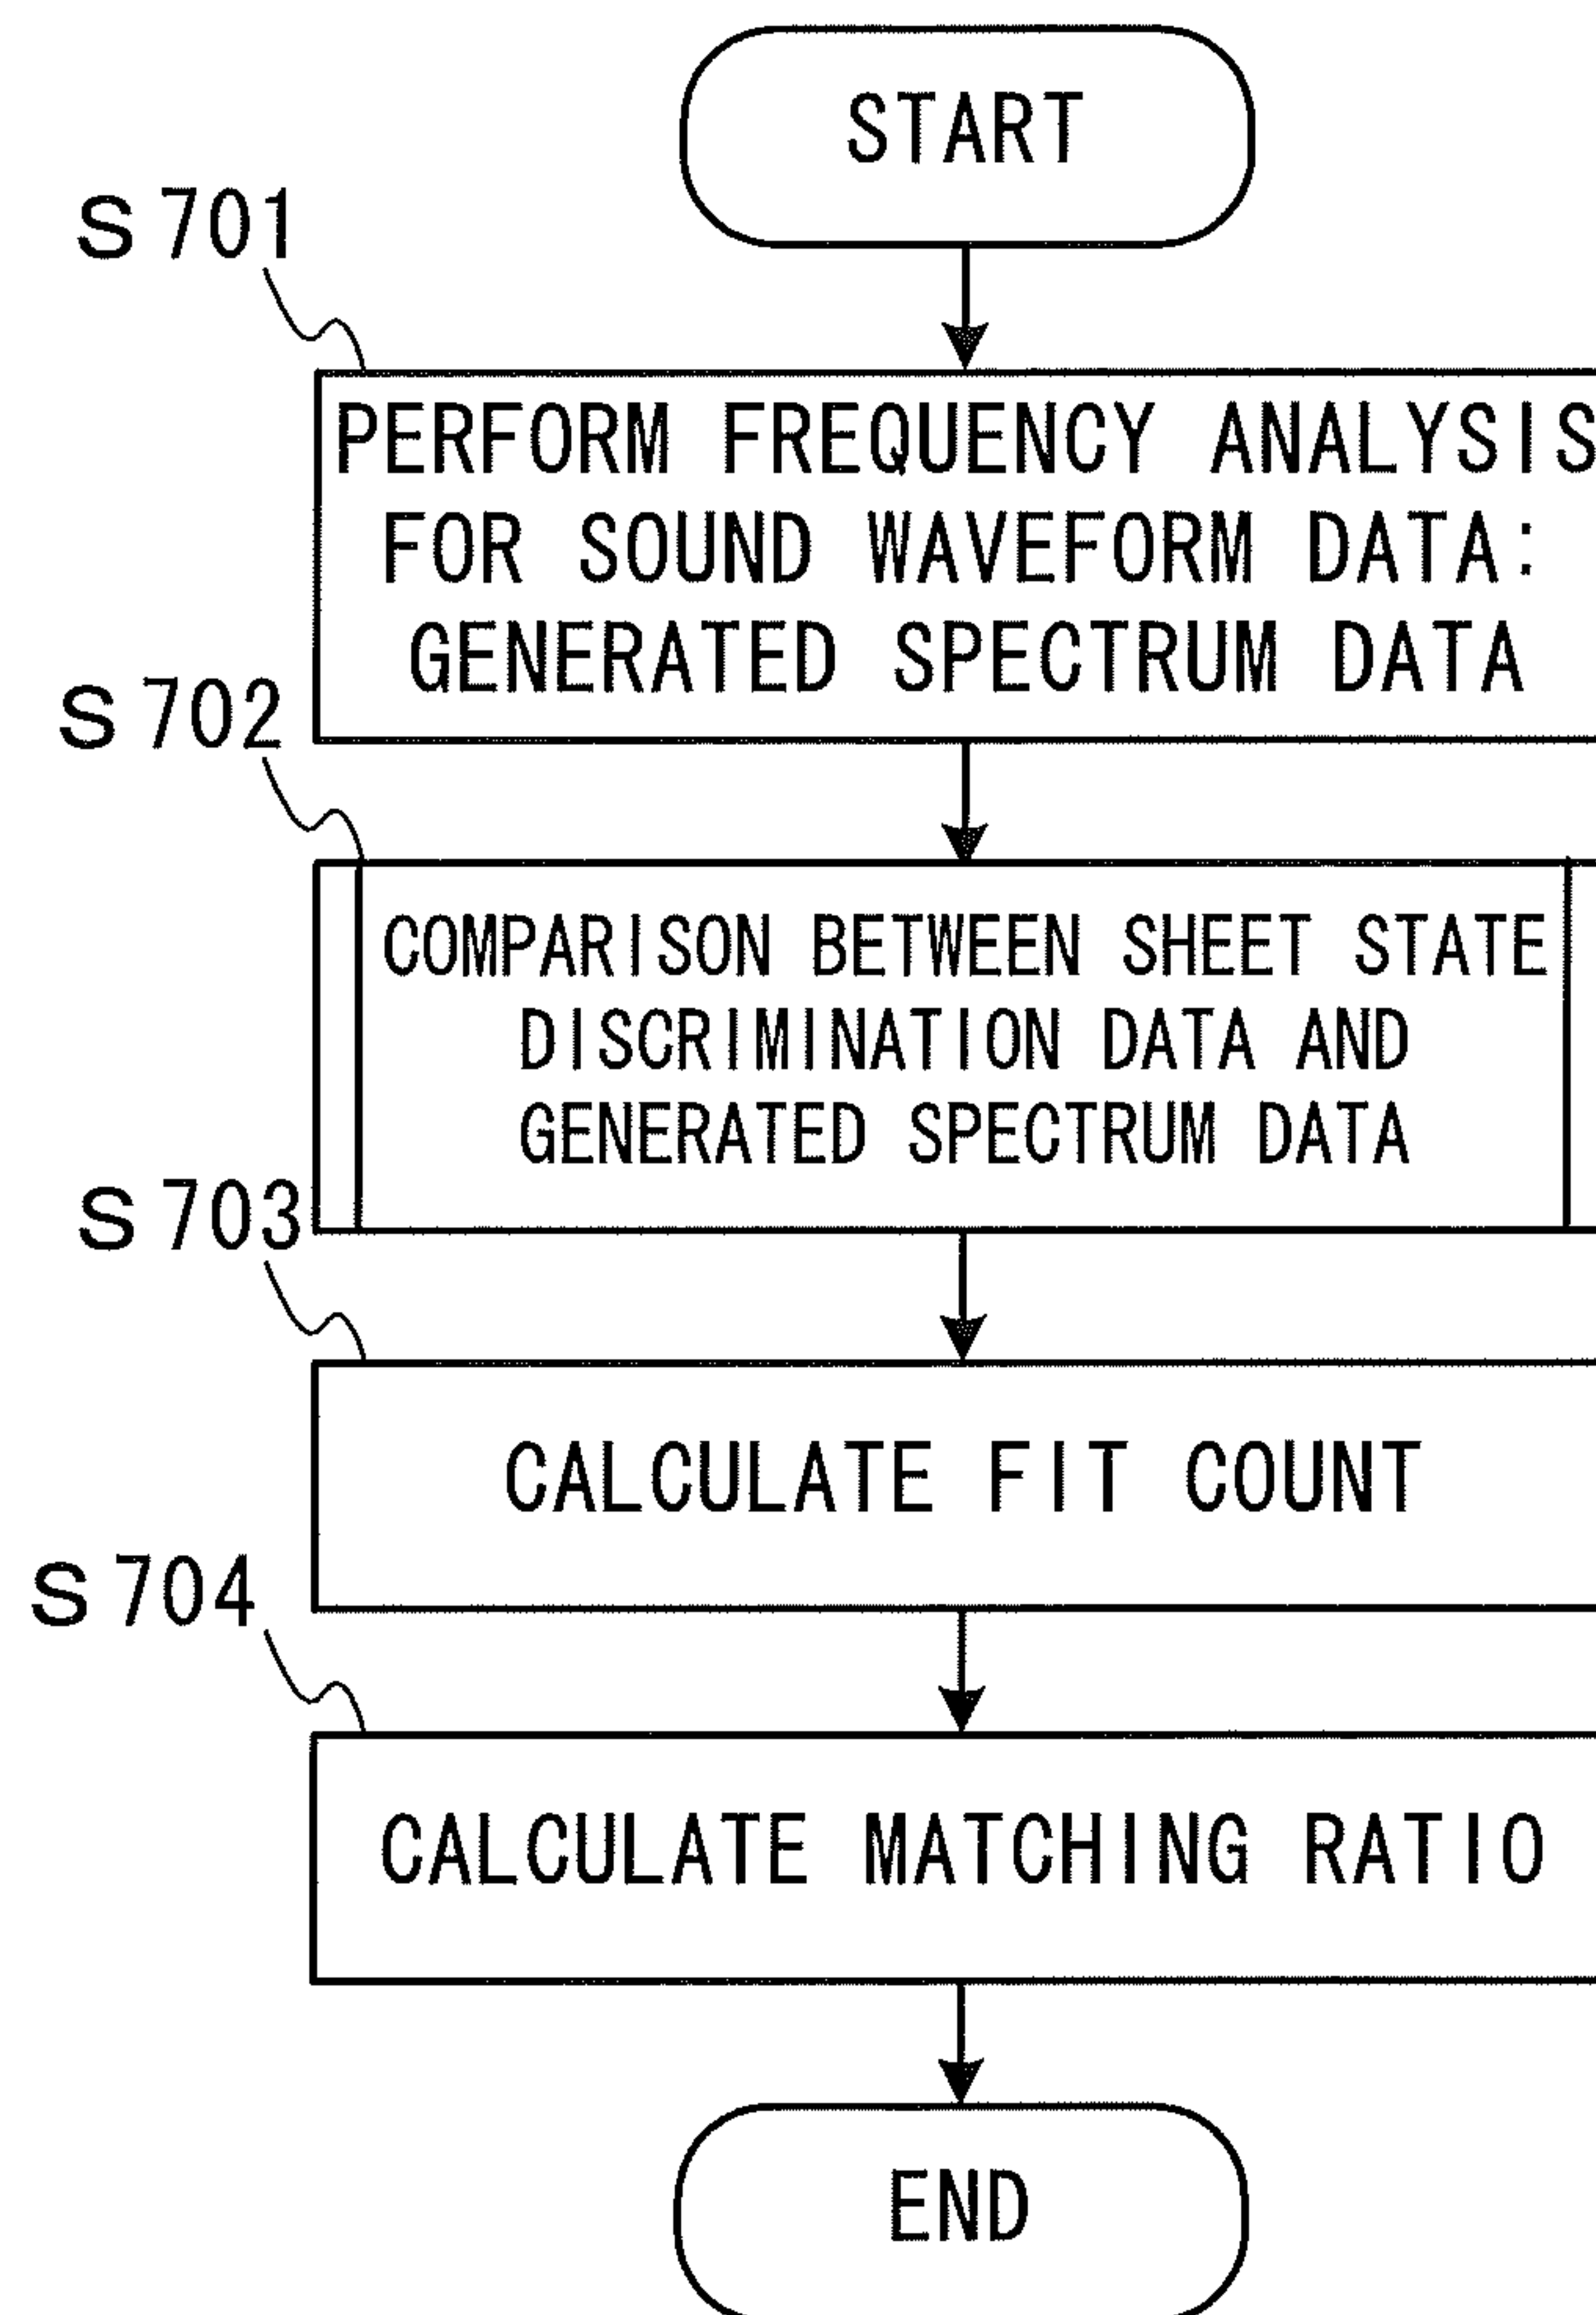 START
S701
PERFORM FREQUENCY ANALYSIS
FOR SOUND WAVEFORM DATA:
GENERATED SPECTRUM DATA
S702
COMPARISON BETWEEN SHEET STATE
DISCRIMINATION DATA AND
GENERATED SPECTRUM DATA
S703
CALCULATE FIT COUNT
S704
CALCULATE MATCHING RATIO
END